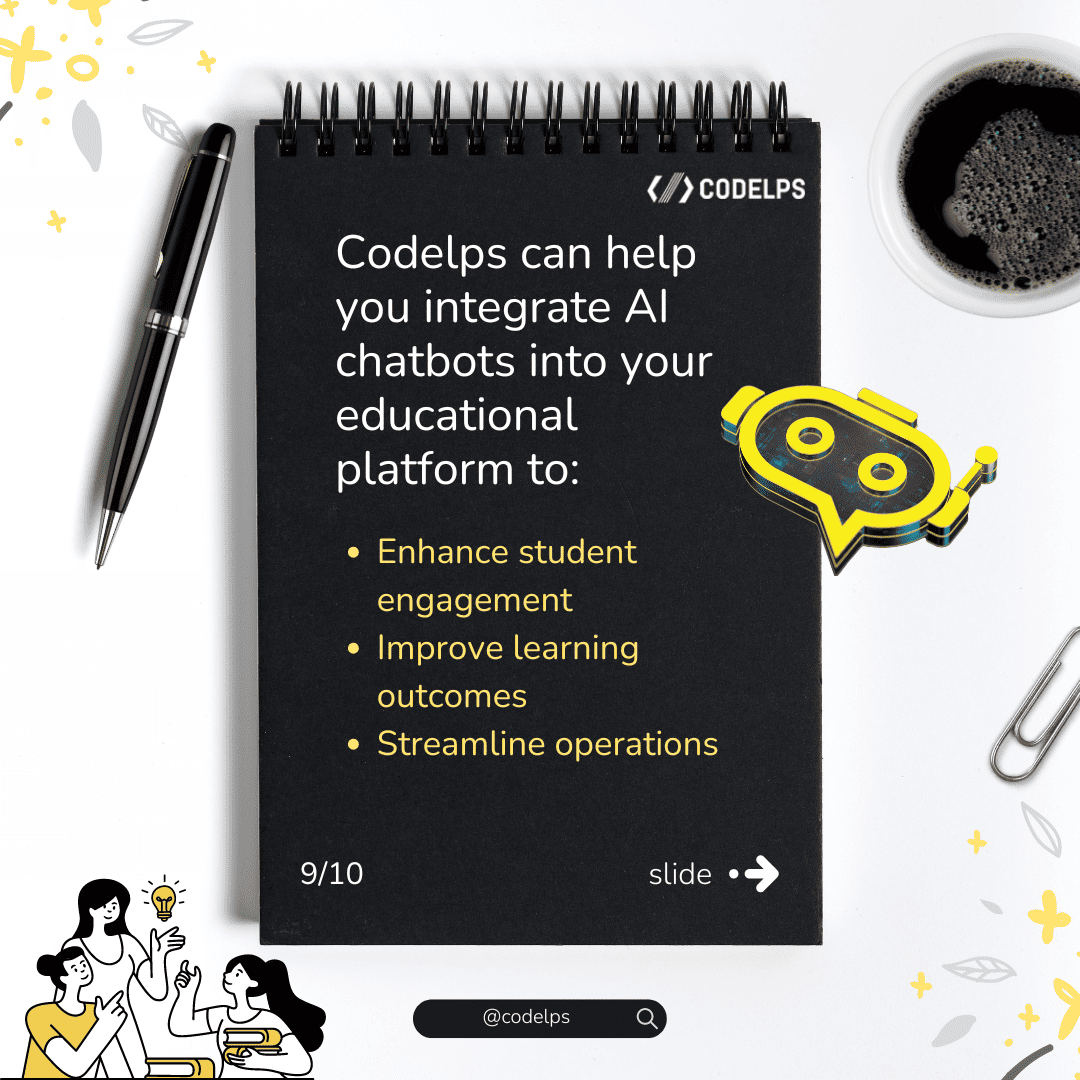 CODELPS
Codelps can help
you integrate AI
chatbots into your
educational
platform to:
• Enhance student
engagement
• Improve learning
outcomes
• Streamline operations
9/10
slide
@codelps